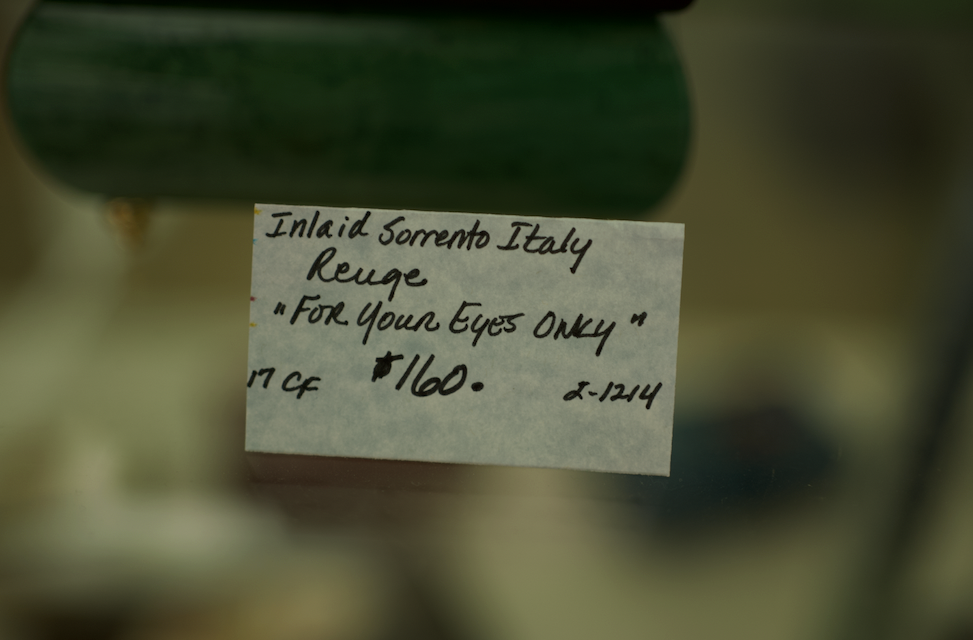 Inlaid Sorrento Italy
Reuge
"FOR YOUR EYES ONLY"
17 CF $160. 2-1214